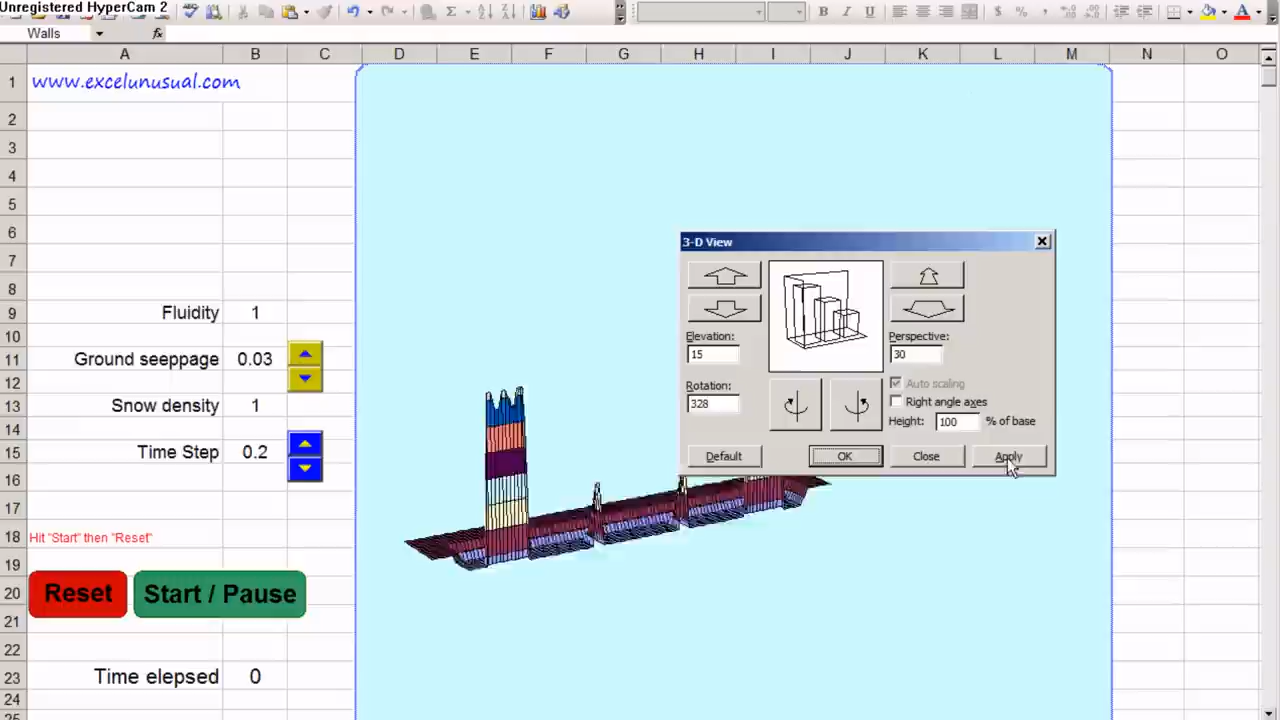 Unregistered HyperCam 2
Walls
fx
A B C D E F G H I J K L M N O
1 www.excelunusual.com
2
3
4
5
6
7
8
9 Fluidity 1
10
11 Ground seeppage 0.03
12
13 Snow density 1
14
15 Time Step 0.2
16
17
18 Hit "Start" then "Reset"
19
20 Reset Start / Pause
21
22
23 Time elepsed 0
24
25
3-D View
Elevation:
15
Perspective:
30
Rotation:
328
Auto scaling
Right angle axes
Height: 100 % of base
Default OK Close Apply